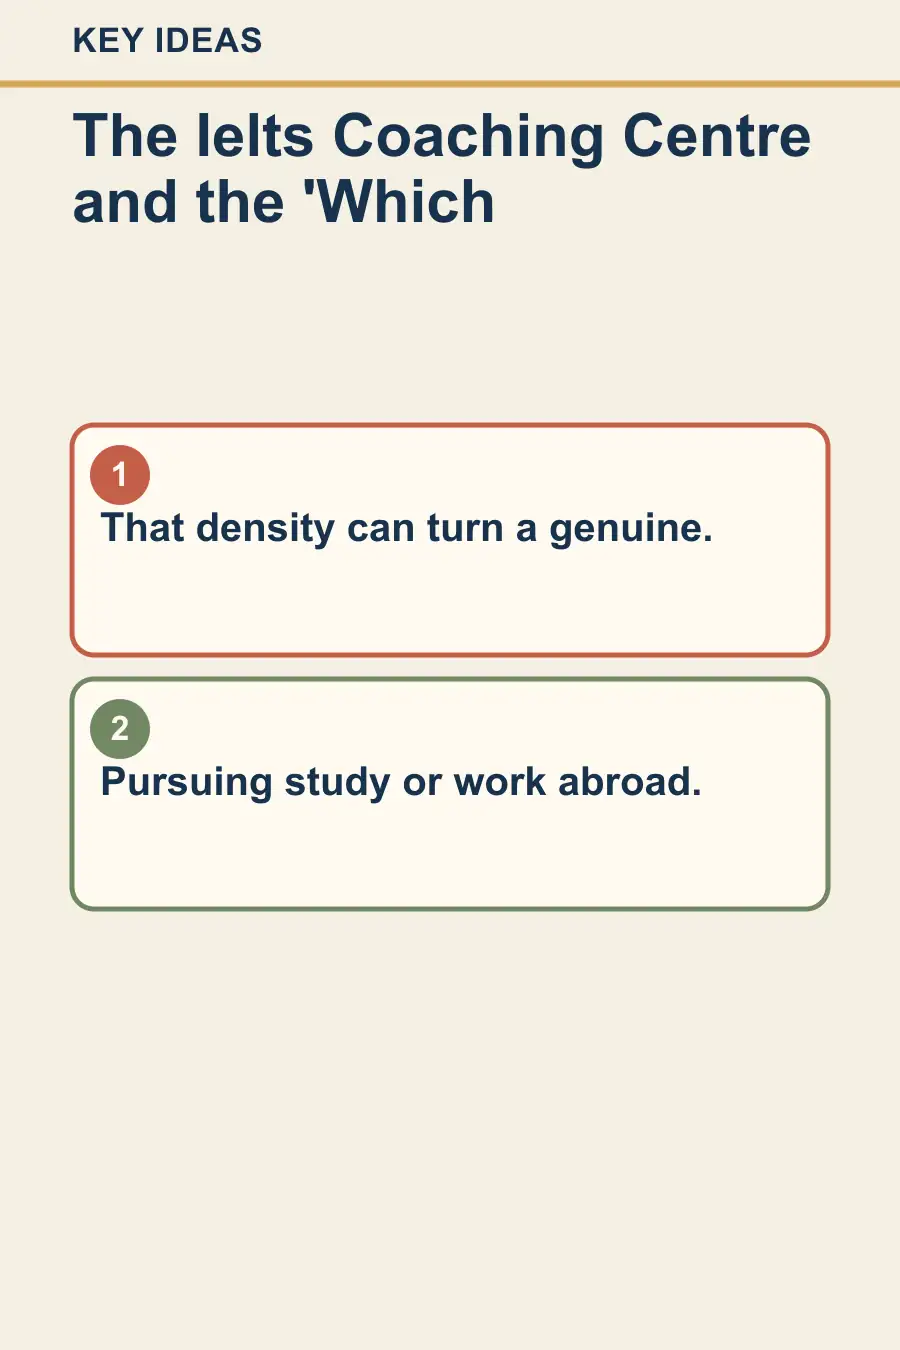 KEY IDEAS
The Ielts Coaching Centre
and the 'Which
1
That density can turn a genuine.
2
Pursuing study or work abroad.